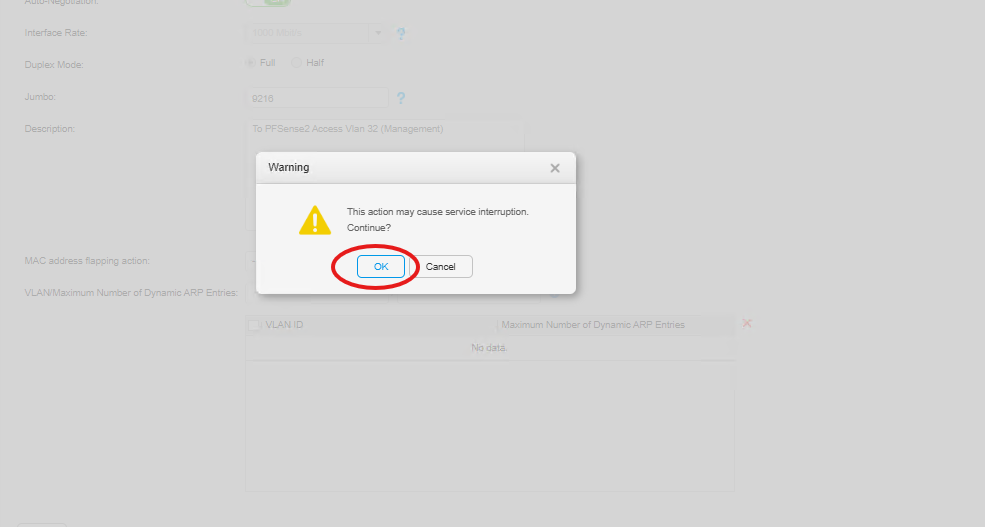 Auto-Negotiation:
Interface Rate:
?
Duplex Mode:
Full
Half
Jumbo:
9216
?
Description:
To PFSense2 Access Vlan 32 (Management)
Warning
This action may cause service interruption.
Continue?
OK
Cancel
MAC address flapping action:
VLAN/Maximum Number of Dynamic ARP Entries:
VLAN ID
Maximum Number of Dynamic ARP Entries
No data.